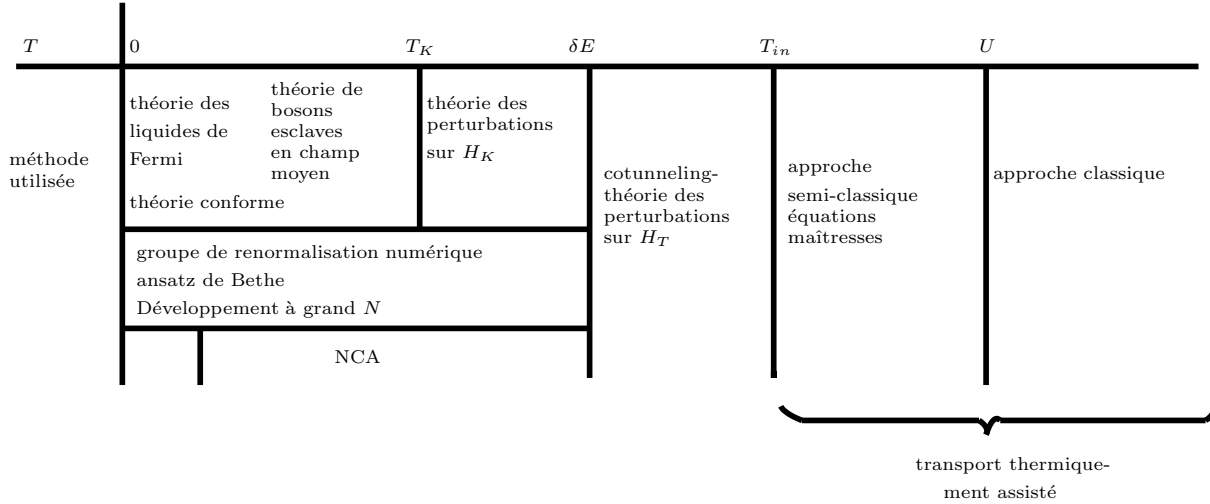 T 0 T_K δE T_{in} U
méthode
utilisée
théorie des
liquides de
Fermi
théorie conforme
théorie de
bosons
esclaves
en champ
moyen
théorie des
perturbations
sur H_K
groupe de renormalisation numérique
ansatz de Bethe
Développement à grand N
NCA
cotunneling-
théorie des
perturbations
sur H_T
approche
semi-classique
équations
maîtresses
approche classique
transport thermique-
ment assisté